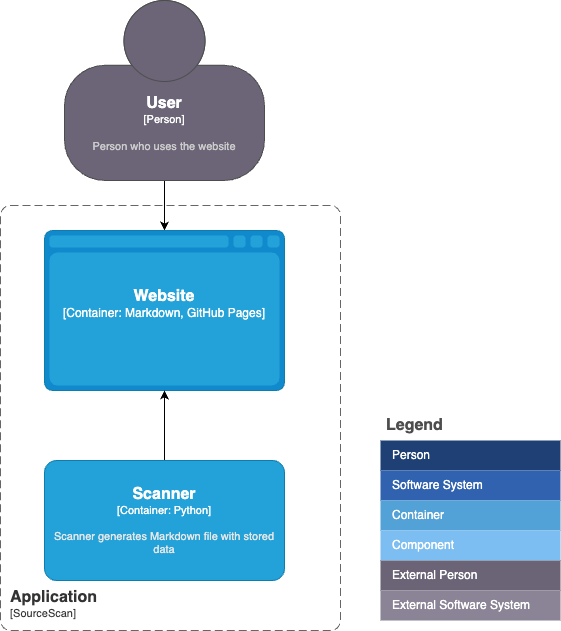 User
[Person]
Person who uses the website
Website
[Container: Markdown, GitHub Pages]
Scanner
[Container: Python]
Scanner generates Markdown file with stored
data
Application
[SourceScan]
Legend
Person
Software System
Container
Component
External Person
External Software System